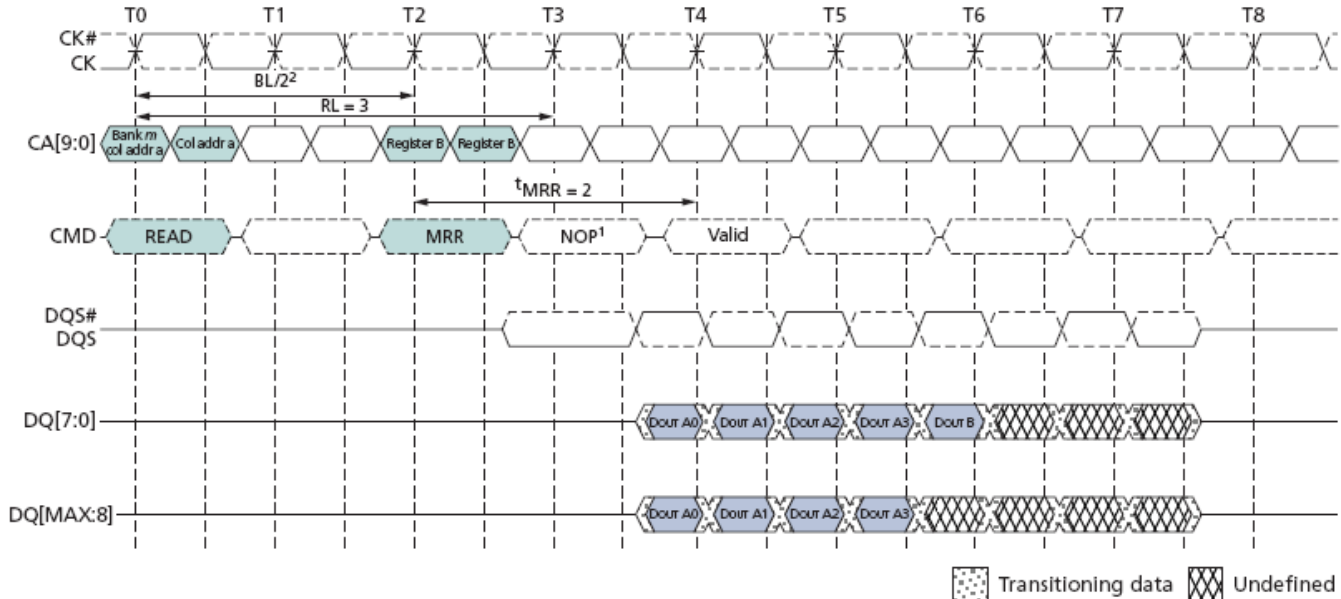 T0 T1 T2 T3 T4 T5 T6 T7 T8
CK#
CK
BL/2²
RL = 3
CA[9:0] Bank m col addr a Col addr a Register B Register B
tMRR = 2
CMD READ MRR NOP¹ Valid
DQS#
DQS
DQ[7:0] DOUT A0 DOUT A1 DOUT A2 DOUT A3 DOUT B
DQ[MAX:8] DOUT A0 DOUT A1 DOUT A2 DOUT A3
Transitioning data Undefined